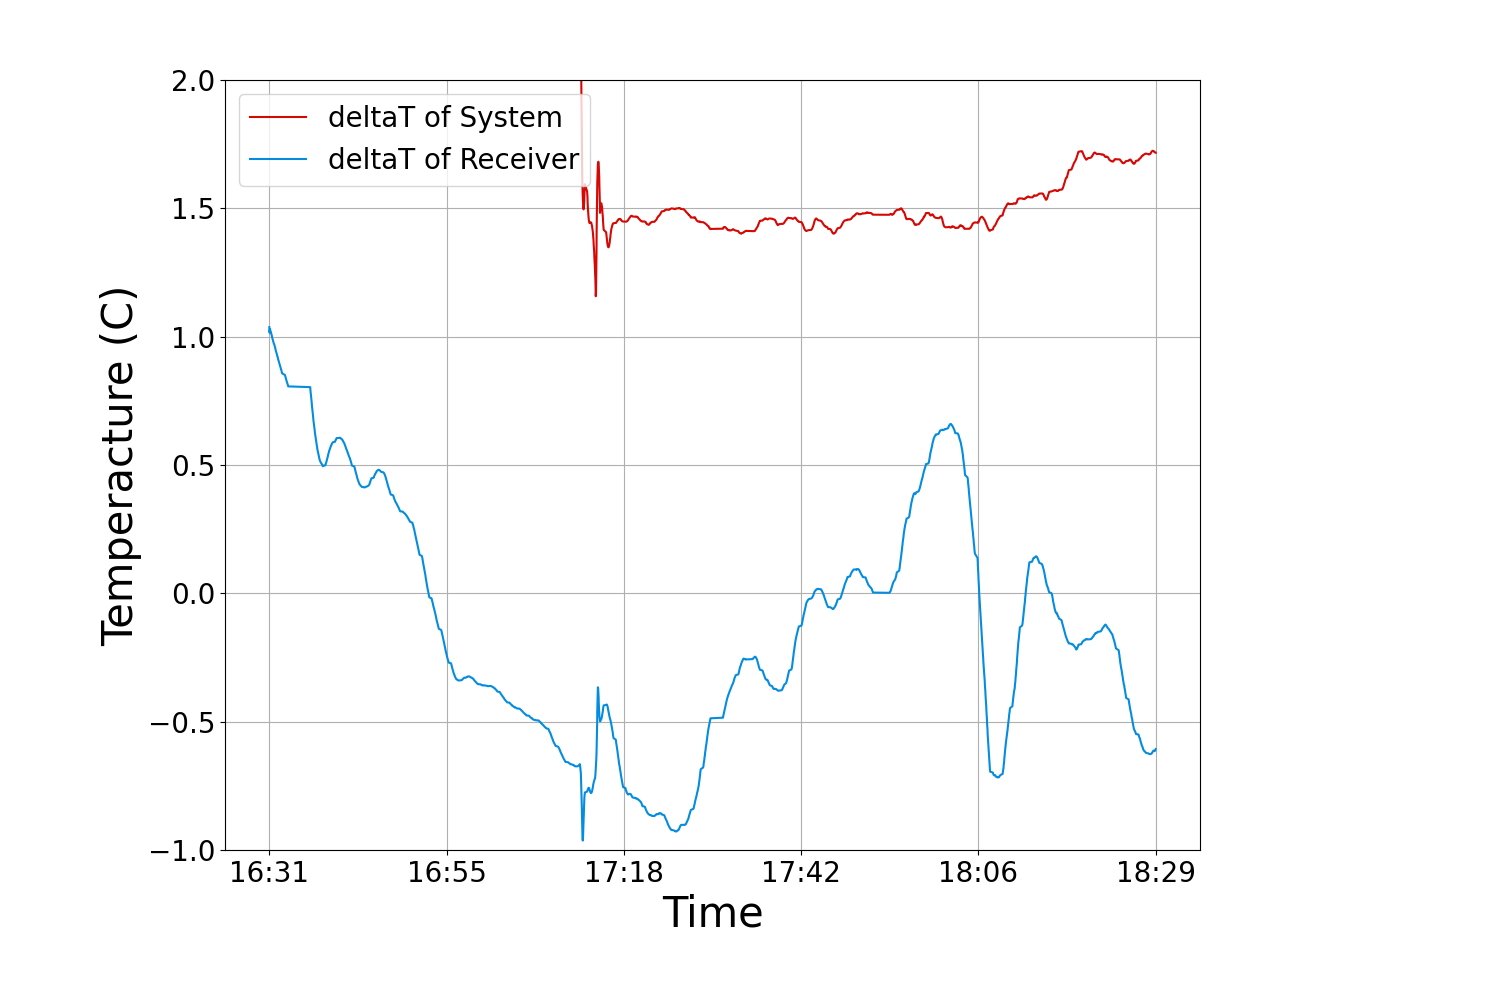 2.0
1.5
1.0
0.5
0.0
−0.5
−1.0
Temperacture (C)
deltaT of System
deltaT of Receiver
16:31 16:55 17:18 17:42 18:06 18:29
Time